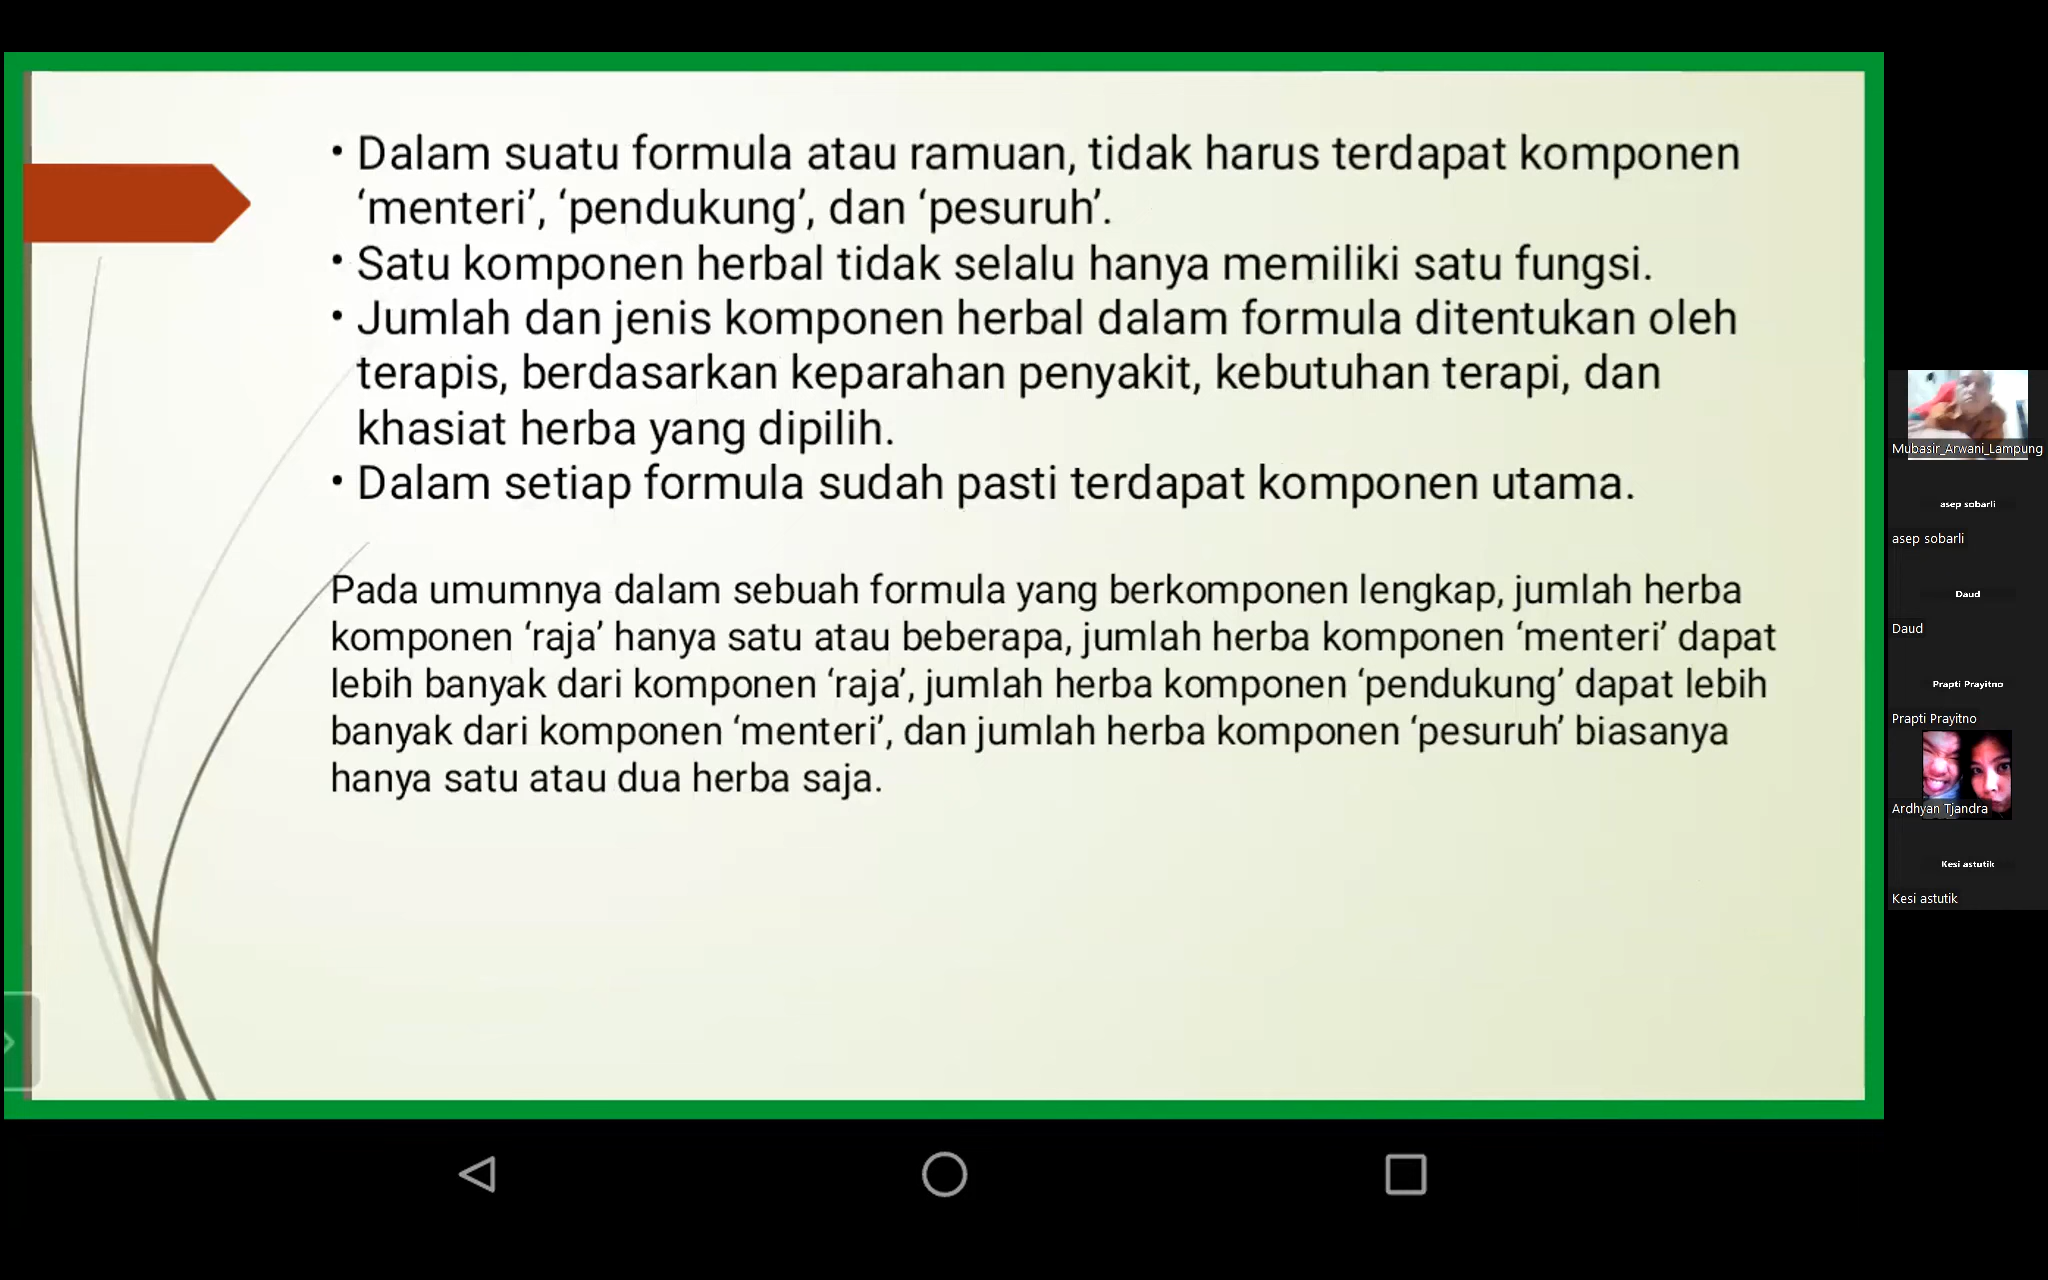 • Dalam suatu formula atau ramuan, tidak harus terdapat komponen
‘menteri’, ‘pendukung’, dan ‘pesuruh’.
• Satu komponen herbal tidak selalu hanya memiliki satu fungsi.
• Jumlah dan jenis komponen herbal dalam formula ditentukan oleh
terapis, berdasarkan keparahan penyakit, kebutuhan terapi, dan
khasiat herba yang dipilih.
• Dalam setiap formula sudah pasti terdapat komponen utama.
Pada umumnya dalam sebuah formula yang berkomponen lengkap, jumlah herba
komponen ‘raja’ hanya satu atau beberapa, jumlah herba komponen ‘menteri’ dapat
lebih banyak dari komponen ‘raja’, jumlah herba komponen ‘pendukung’ dapat lebih
banyak dari komponen ‘menteri’, dan jumlah herba komponen ‘pesuruh’ biasanya
hanya satu atau dua herba saja.
Mubasir_Arwani_Lampung
asep sobarli
asep sobarli
Daud
Daud
Prapti Prayitno
Prapti Prayitno
Ardhyan Tjandra
Kesi astutik
Kesi astutik